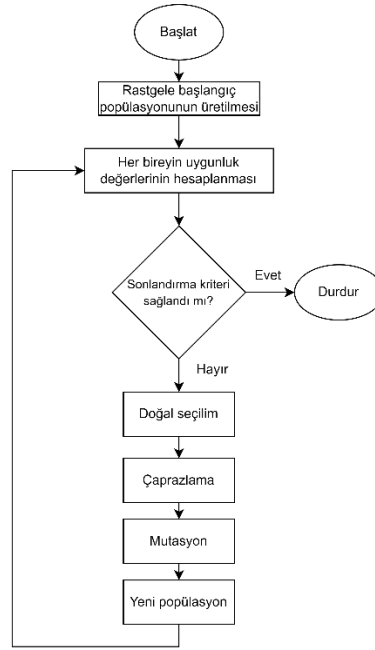 Başlat
Rastgele başlangıç
popülasyonunun üretilmesi
Her bireyin uygunluk
değerlerinin hesaplanması
Sonlandırma kriteri
sağlandı mı?
Evet
Durdur
Hayır
Doğal seçilim
Çaprazlama
Mutasyon
Yeni popülasyon